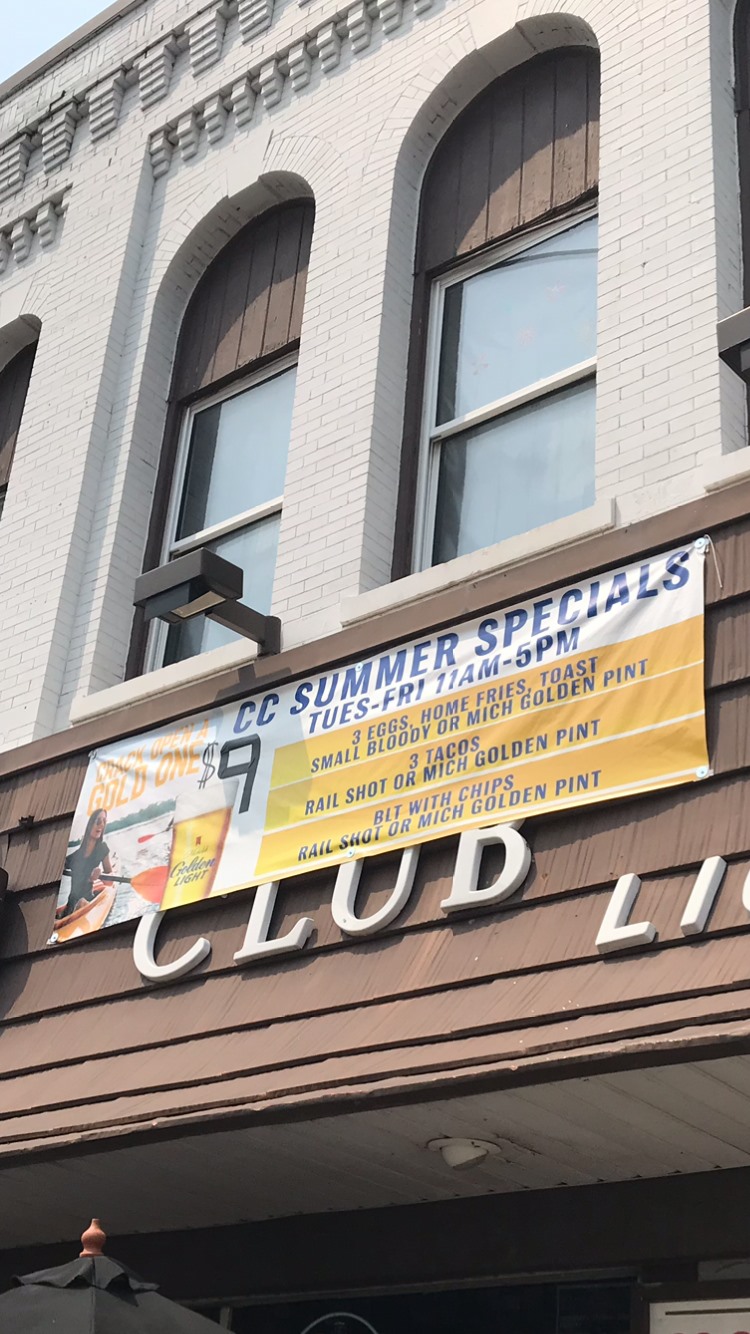 CC SUMMER SPECIALS
TUES-FRI 11AM-5PM
CRACK OPEN A
GOLD ONE
$9
3 EGGS, HOME FRIES, TOAST
SMALL BLOODY OR MICH GOLDEN PINT
3 TACOS
RAIL SHOT OR MICH GOLDEN PINT
BLT WITH CHIPS
RAIL SHOT OR MICH GOLDEN PINT
Golden
LIGHT
CLUB
LI